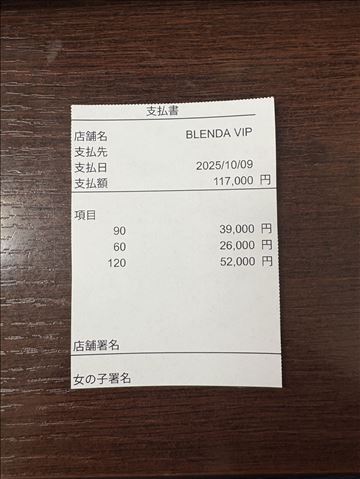 支払書
店舗名 BLENDA VIP
支払先
支払日 2025/10/09
支払額 117,000 円
項目
90 39,000 円
60 26,000 円
120 52,000 円
店舗署名
女の子署名